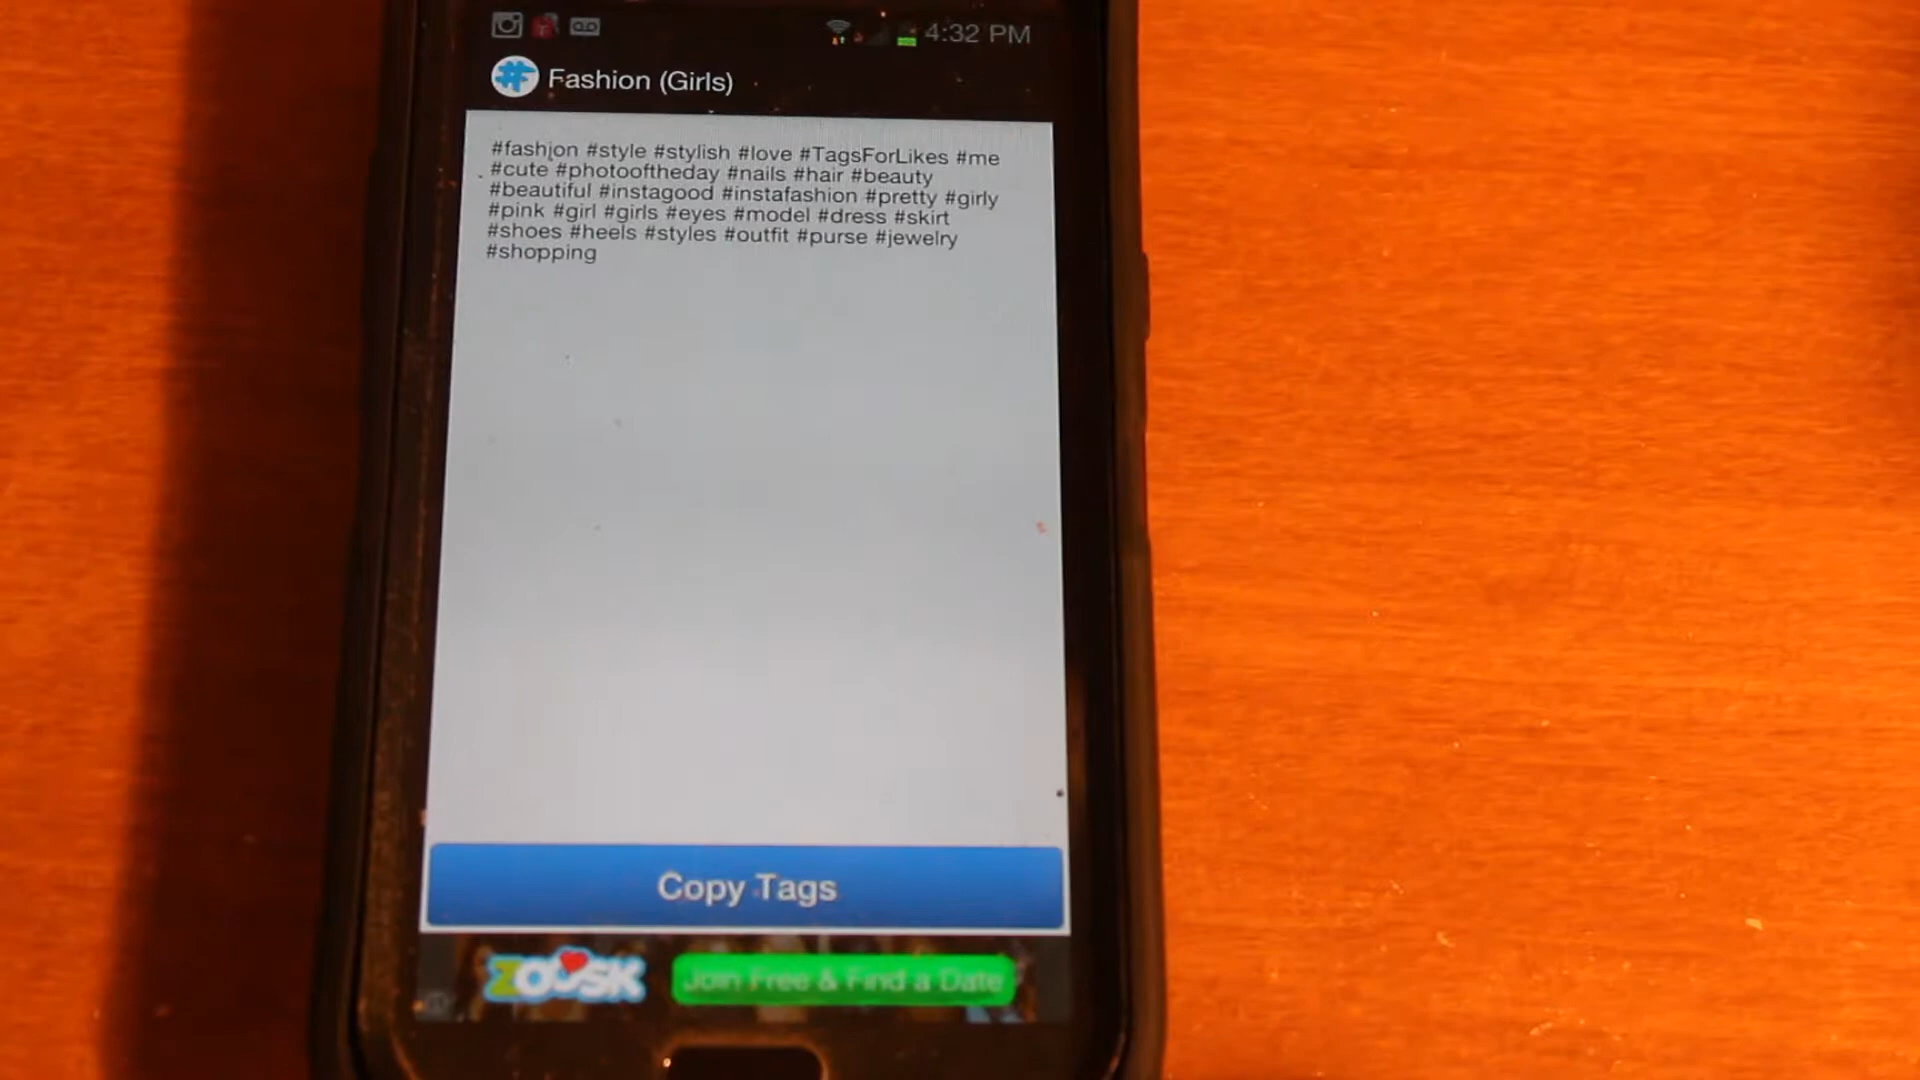 4:32 PM
Fashion (Girls)
#fashion #style #stylish #love #TagsForLikes #me
#cute #photooftheday #nails #hair #beauty
#beautiful #instagood #instafashion #pretty #girly
#pink #girl #girls #eyes #model #dress #skirt
#shoes #heels #styles #outfit #purse #jewelry
#shopping
Copy Tags
zoosk
Join Free & Find a Date